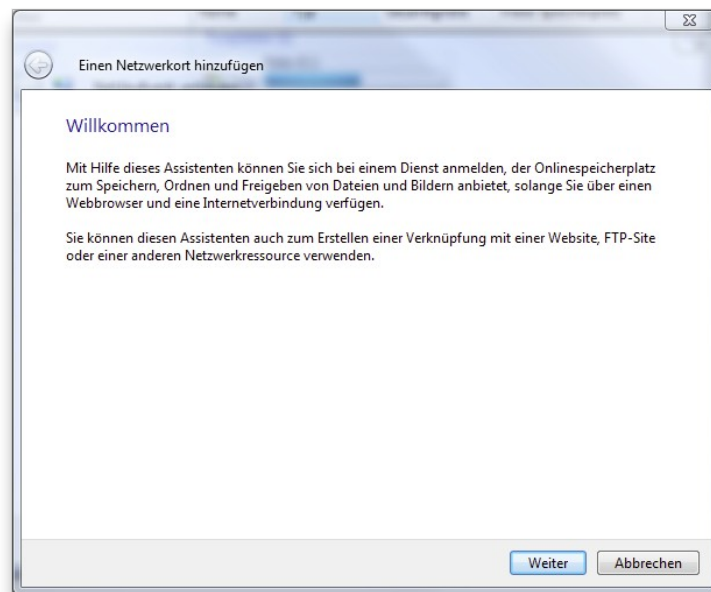 Einen Netzwerkort hinzufügen
Willkommen
Mit Hilfe dieses Assistenten können Sie sich bei einem Dienst anmelden, der Onlinespeicherplatz
zum Speichern, Ordnen und Freigeben von Dateien und Bildern anbietet, solange Sie über einen
Webbrowser und eine Internetverbindung verfügen.
Sie können diesen Assistenten auch zum Erstellen einer Verknüpfung mit einer Website, FTP-Site
oder einer anderen Netzwerkressource verwenden.
Weiter
Abbrechen